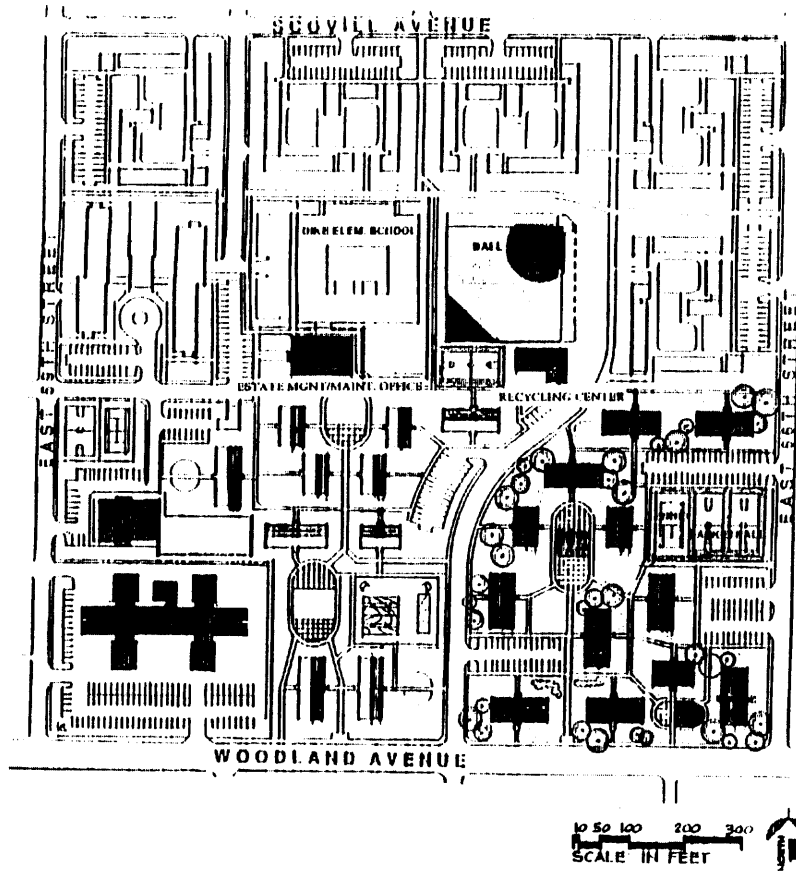 SCOVILL AVENUE
DIKE ELEM. SCHOOL
BALL
ESTATE MGNT/MAINT. OFFICE
RECYCLING CENTER
EAST STREET
EAST 55TH STREET
WOODLAND AVENUE
10 50 100 200 300
SCALE IN FEET
NORTH